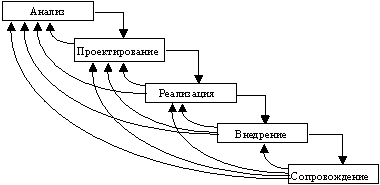 Анализ
Проектирование
Реализация
Внедрение
Сопровождение